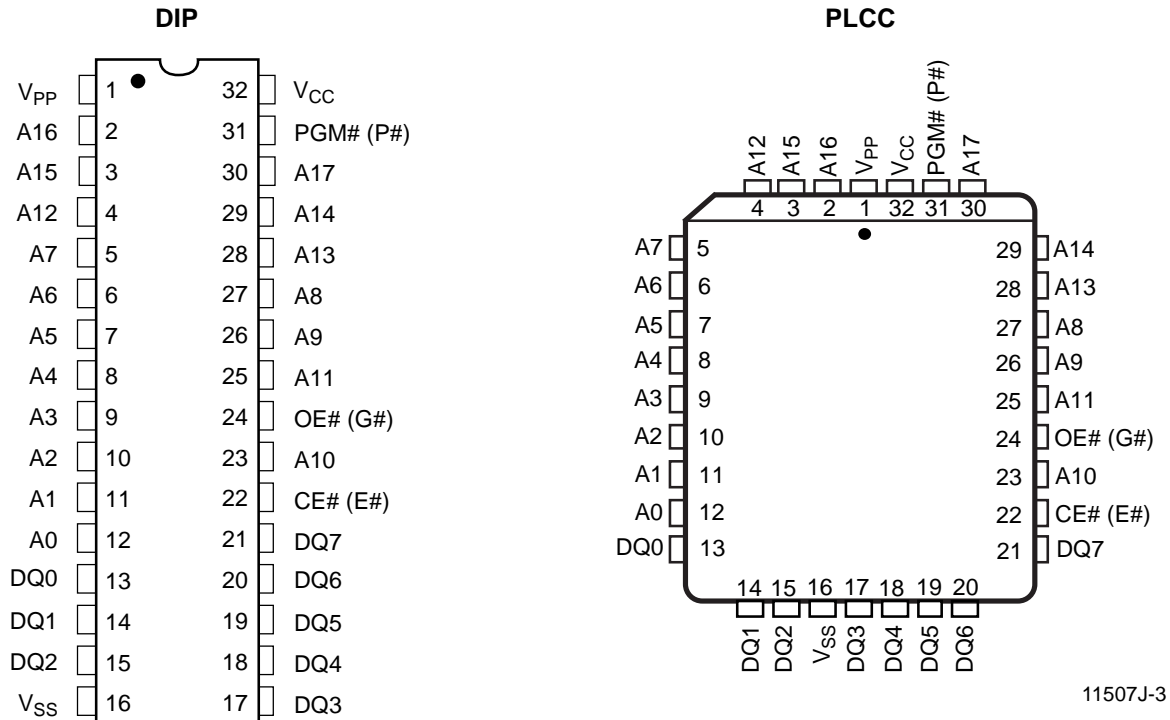 DIP
PLCC
VPP 1 32 VCC
A16 2 31 PGM# (P#)
A15 3 30 A17
A12 4 29 A14
A7 5 28 A13
A6 6 27 A8
A5 7 26 A9
A4 8 25 A11
A3 9 24 OE# (G#)
A2 10 23 A10
A1 11 22 CE# (E#)
A0 12 21 DQ7
DQ0 13 20 DQ6
DQ1 14 19 DQ5
DQ2 15 18 DQ4
VSS 16 17 DQ3
A12 A15 A16 VPP VCC PGM# (P#) A17
4 3 2 1 32 31 30
A7 5 29 A14
A6 6 28 A13
A5 7 27 A8
A4 8 26 A9
A3 9 25 A11
A2 10 24 OE# (G#)
A1 11 23 A10
A0 12 22 CE# (E#)
DQ0 13 21 DQ7
14 15 16 17 18 19 20
DQ1 DQ2 VSS DQ3 DQ4 DQ5 DQ6
11507J-3